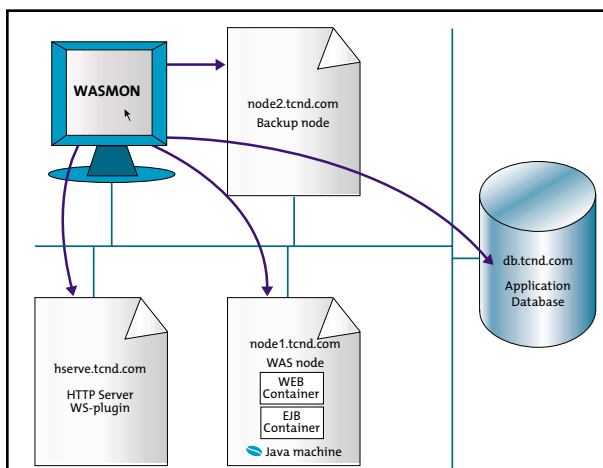 WASMON
node2.tcnd.com
Backup node
db.tcnd.com
Application
Database
hserve.tcnd.com
HTTP Server
WS-plugin
node1.tcnd.com
WAS node
WEB
Container
EJB
Container
Java machine